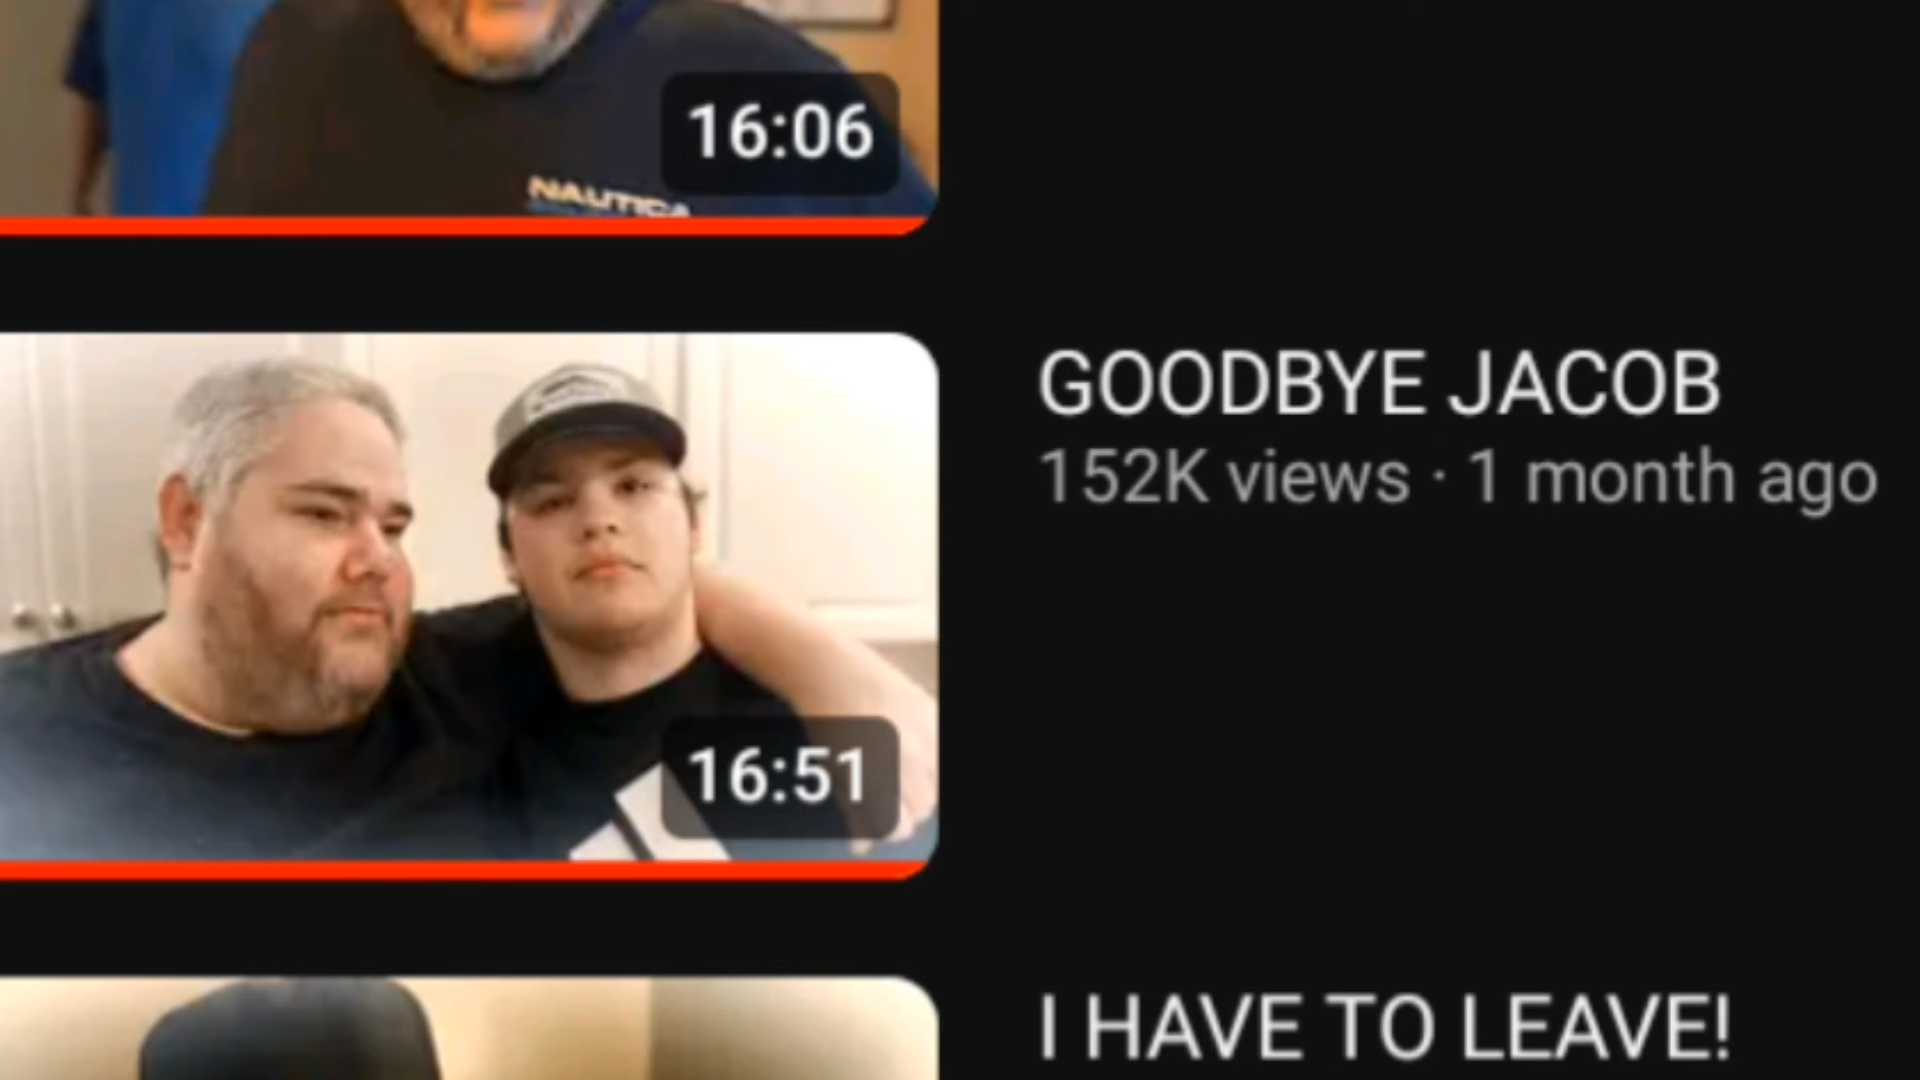 16:06
NAUTICA
GOODBYE JACOB
152K views · 1 month ago
16:51
I HAVE TO LEAVE!